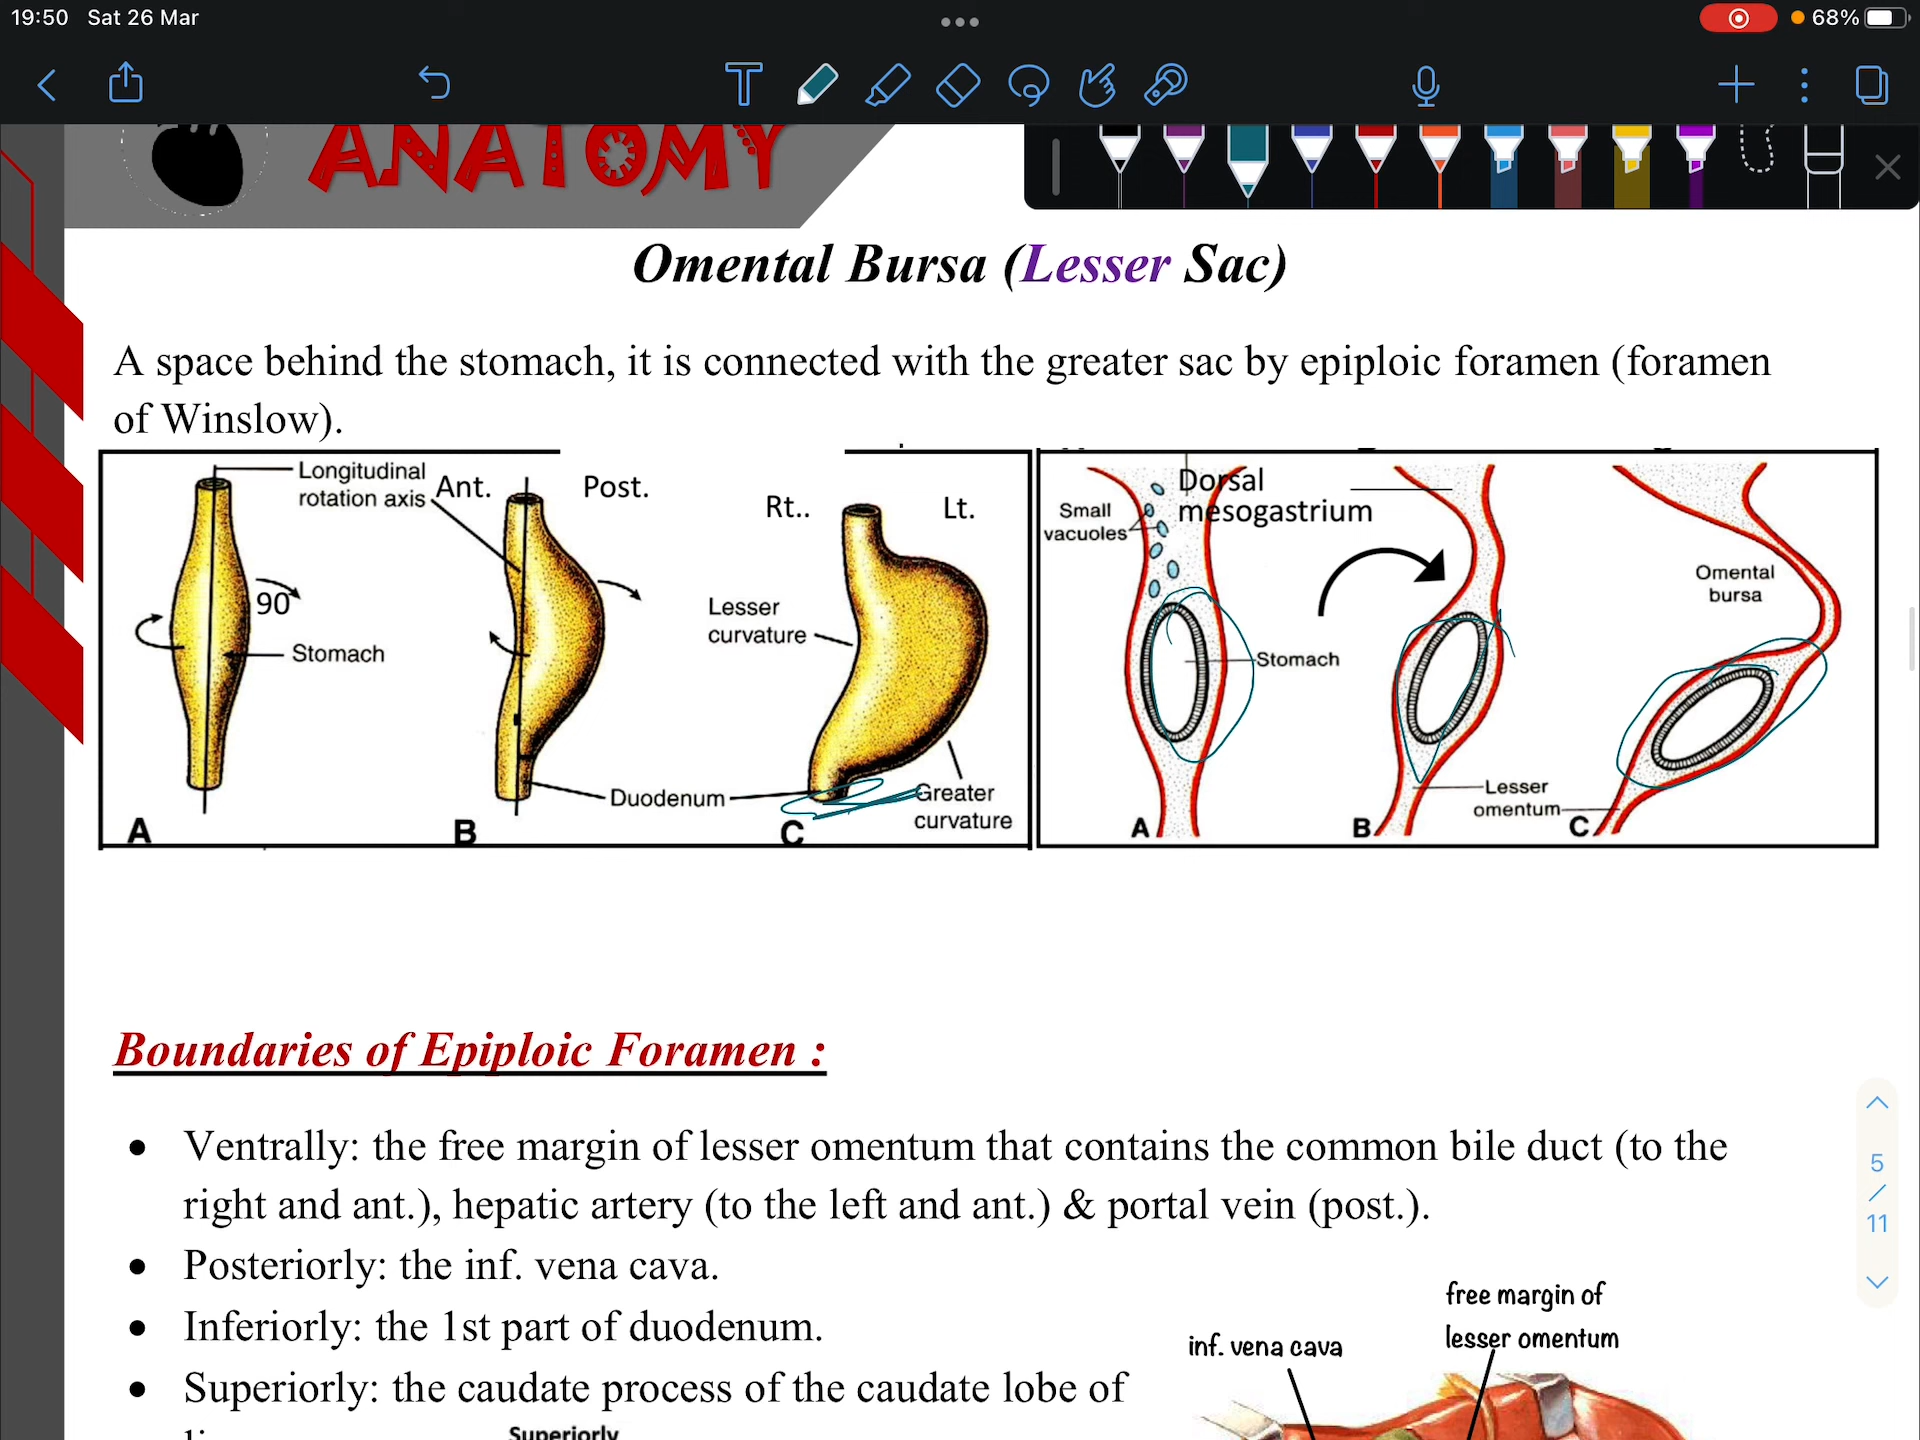 19:50 Sat 26 Mar
68%
ANATOMY
Omental Bursa (Lesser Sac)
A space behind the stomach, it is connected with the greater sac by epiploic foramen (foramen
of Winslow).
Longitudinal
rotation axis
Ant.
Post.
90
Stomach
Rt..
Lt.
Lesser
curvature
Duodenum
Greater
curvature
A
B
C
Small
vacuoles
Dorsal
mesogastrium
Stomach
Omental
bursa
Lesser
omentum
A
B
C
Boundaries of Epiploic Foramen :
• Ventrally: the free margin of lesser omentum that contains the common bile duct (to the
right and ant.), hepatic artery (to the left and ant.) & portal vein (post.).
• Posteriorly: the inf. vena cava.
• Inferiorly: the 1st part of duodenum.
• Superiorly: the caudate process of the caudate lobe of
Superiorly
free margin of
lesser omentum
inf. vena cava
5
/
11